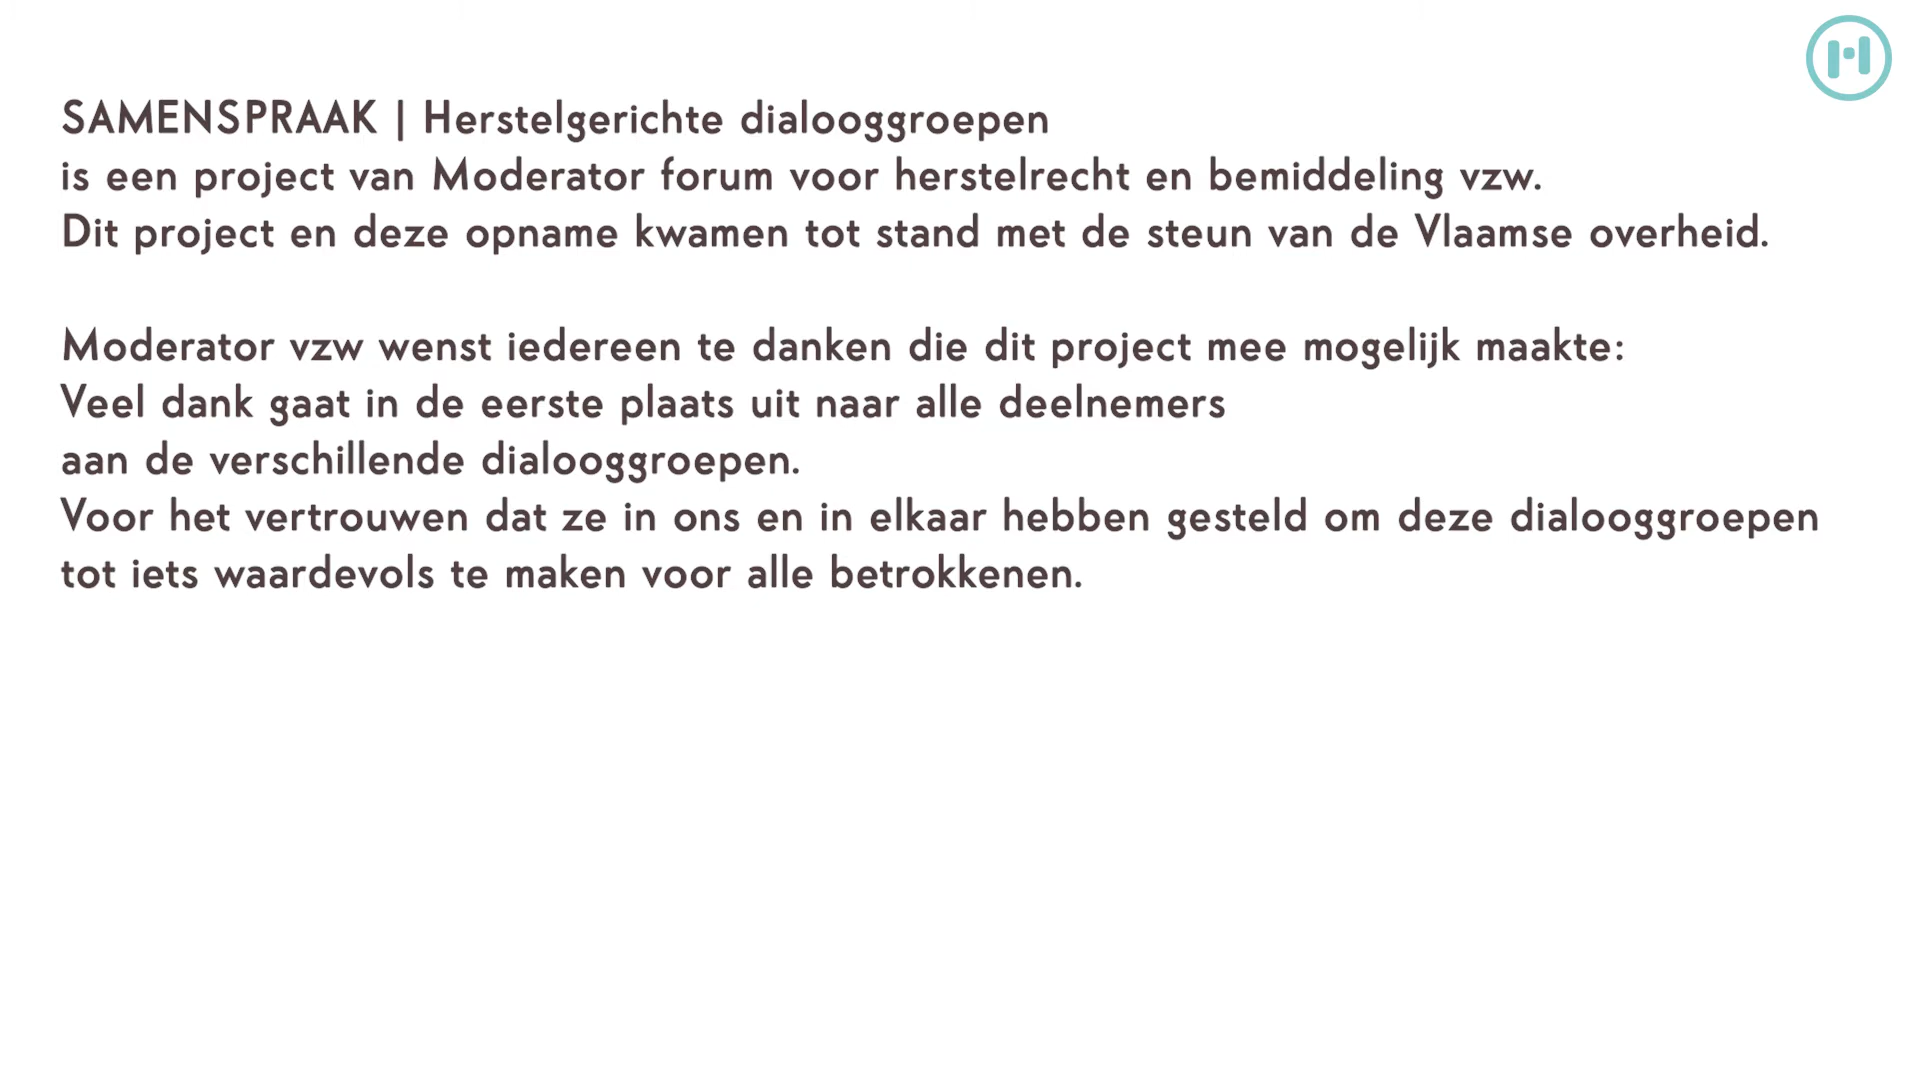 SAMENSPRAAK | Herstelgerichte dialooggroepen
is een project van Moderator forum voor herstelrecht en bemiddeling vzw.
Dit project en deze opname kwamen tot stand met de steun van de Vlaamse overheid.
Moderator vzw wenst iedereen te danken die dit project mee mogelijk maakte:
Veel dank gaat in de eerste plaats uit naar alle deelnemers
aan de verschillende dialooggroepen.
Voor het vertrouwen dat ze in ons en in elkaar hebben gesteld om deze dialooggroepen
tot iets waardevols te maken voor alle betrokkenen.